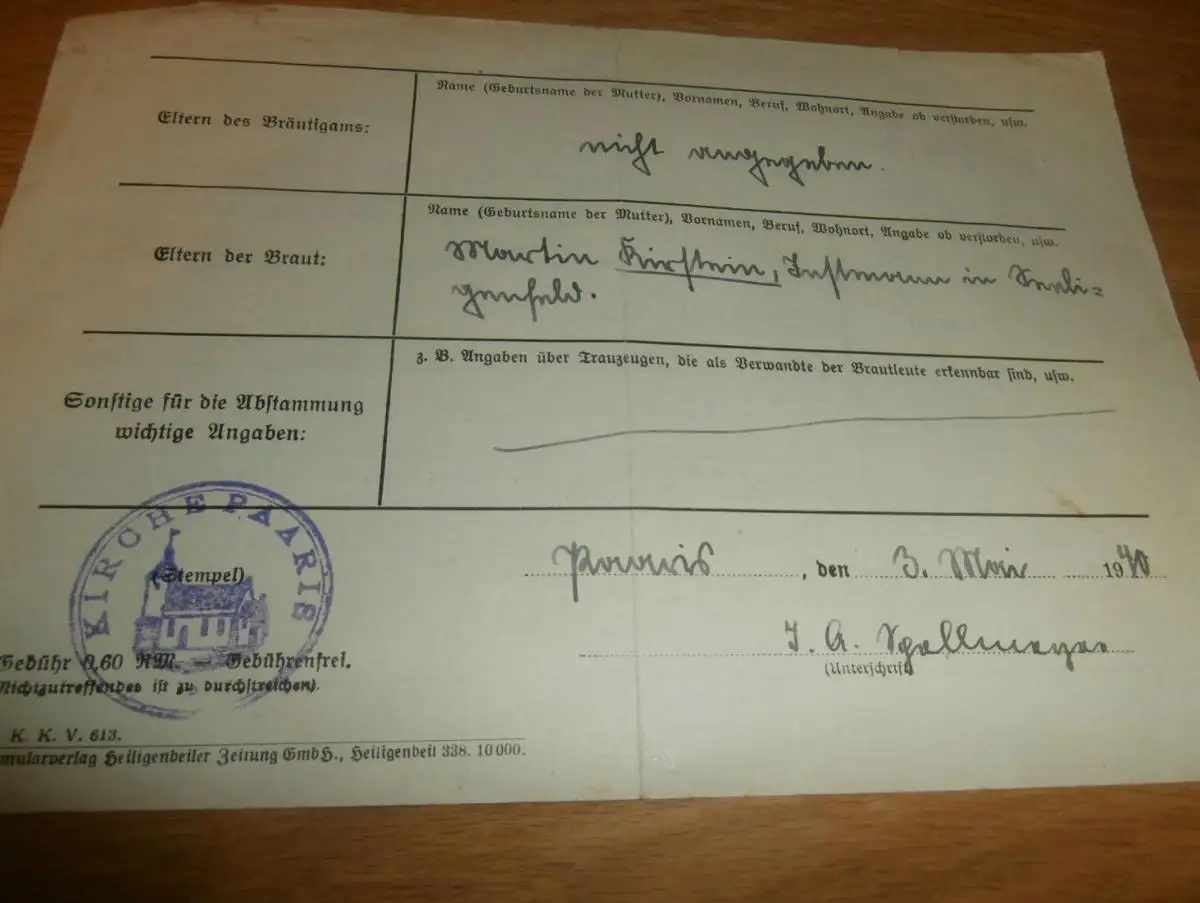 Name (Geburtsname der Mutter), Vornamen, Beruf, Wohnort, Angabe ob verstorben, usw.
Eltern des Bräutigams:
nicht angegeben.
Name (Geburtsname der Mutter), Vornamen, Beruf, Wohnort, Angabe ob verstorben, usw.
Eltern der Braut:
Martin Kirstein, Instmann in Seeli-
genfeld.
z. B. Angaben über Trauzeugen, die als Verwandte der Brautleute erkennbar sind, usw.
Sonstige für die Abstammung
wichtige Angaben:
KIRCHE PAARIS
(Stempel)
Paaris, den 3. Mai 1940
I. A.
(Unterschrift)
Gebühr 0,60 RM. — Gebührenfrei.
(Nichtzutreffendes ist zu durchstreichen).
K. K. V. 613.
mularverlag Heiligenbeiler Zeitung GmbH., Heiligenbeil 338. 10000.